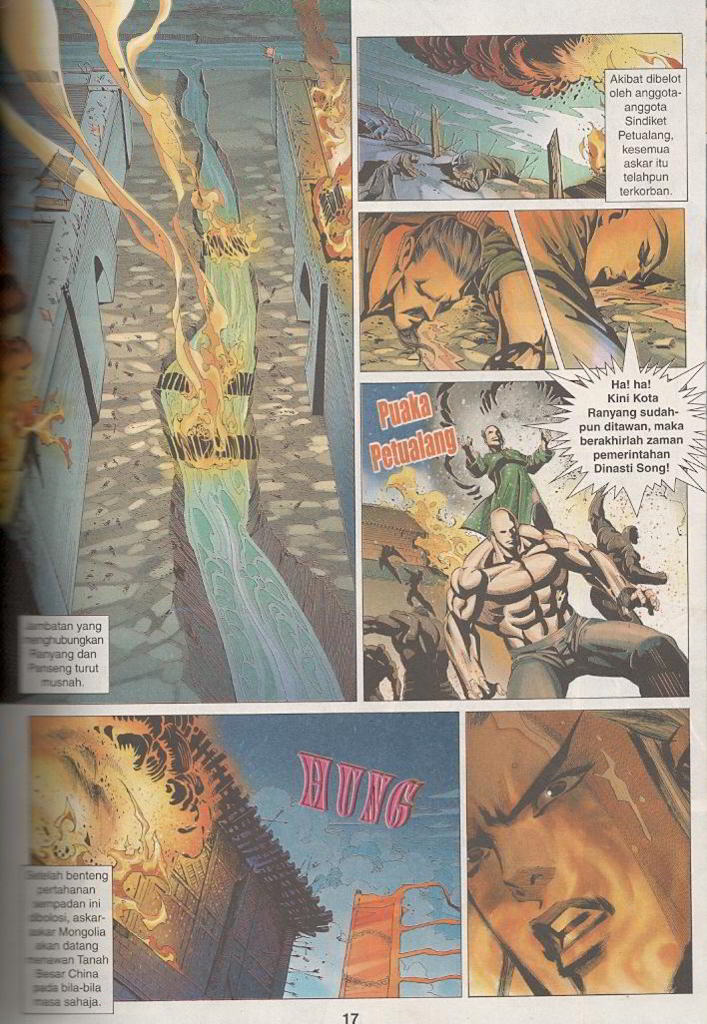 Jambatan yang
menghubungkan
Ranyang dan
Panseng turut
musnah.
Akibat dibelot
oleh anggota-
anggota
Sindiket
Petualang,
kesemua
askar itu
telahpun
terkorban.
Puaka
Petualang
Ha! ha!
Kini Kota
Ranyang sudah-
pun ditawan, maka
berakhirlah zaman
pemerintahan
Dinasti Song!
HUNG
Setelah benteng
pertahanan
sempadan ini
dibolosi, askar-
askar Mongolia
akan datang
menawan Tanah
Besar China
pada bila-bila
masa sahaja.
17